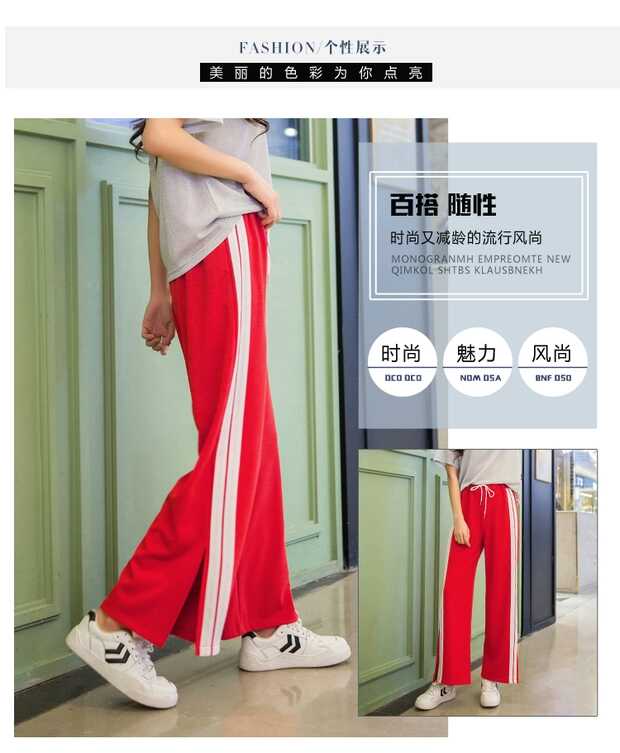 FASHION/个性展示
美丽的色彩为你点亮
百搭 随性
时尚又减龄的流行风尚
MONOGRANMH EMPREOMTE NEW
QIMKOL SHTBS KLAUSBNEKH
时尚
DCO DCO
魅力
NDM DSA
风尚
BNF DSO